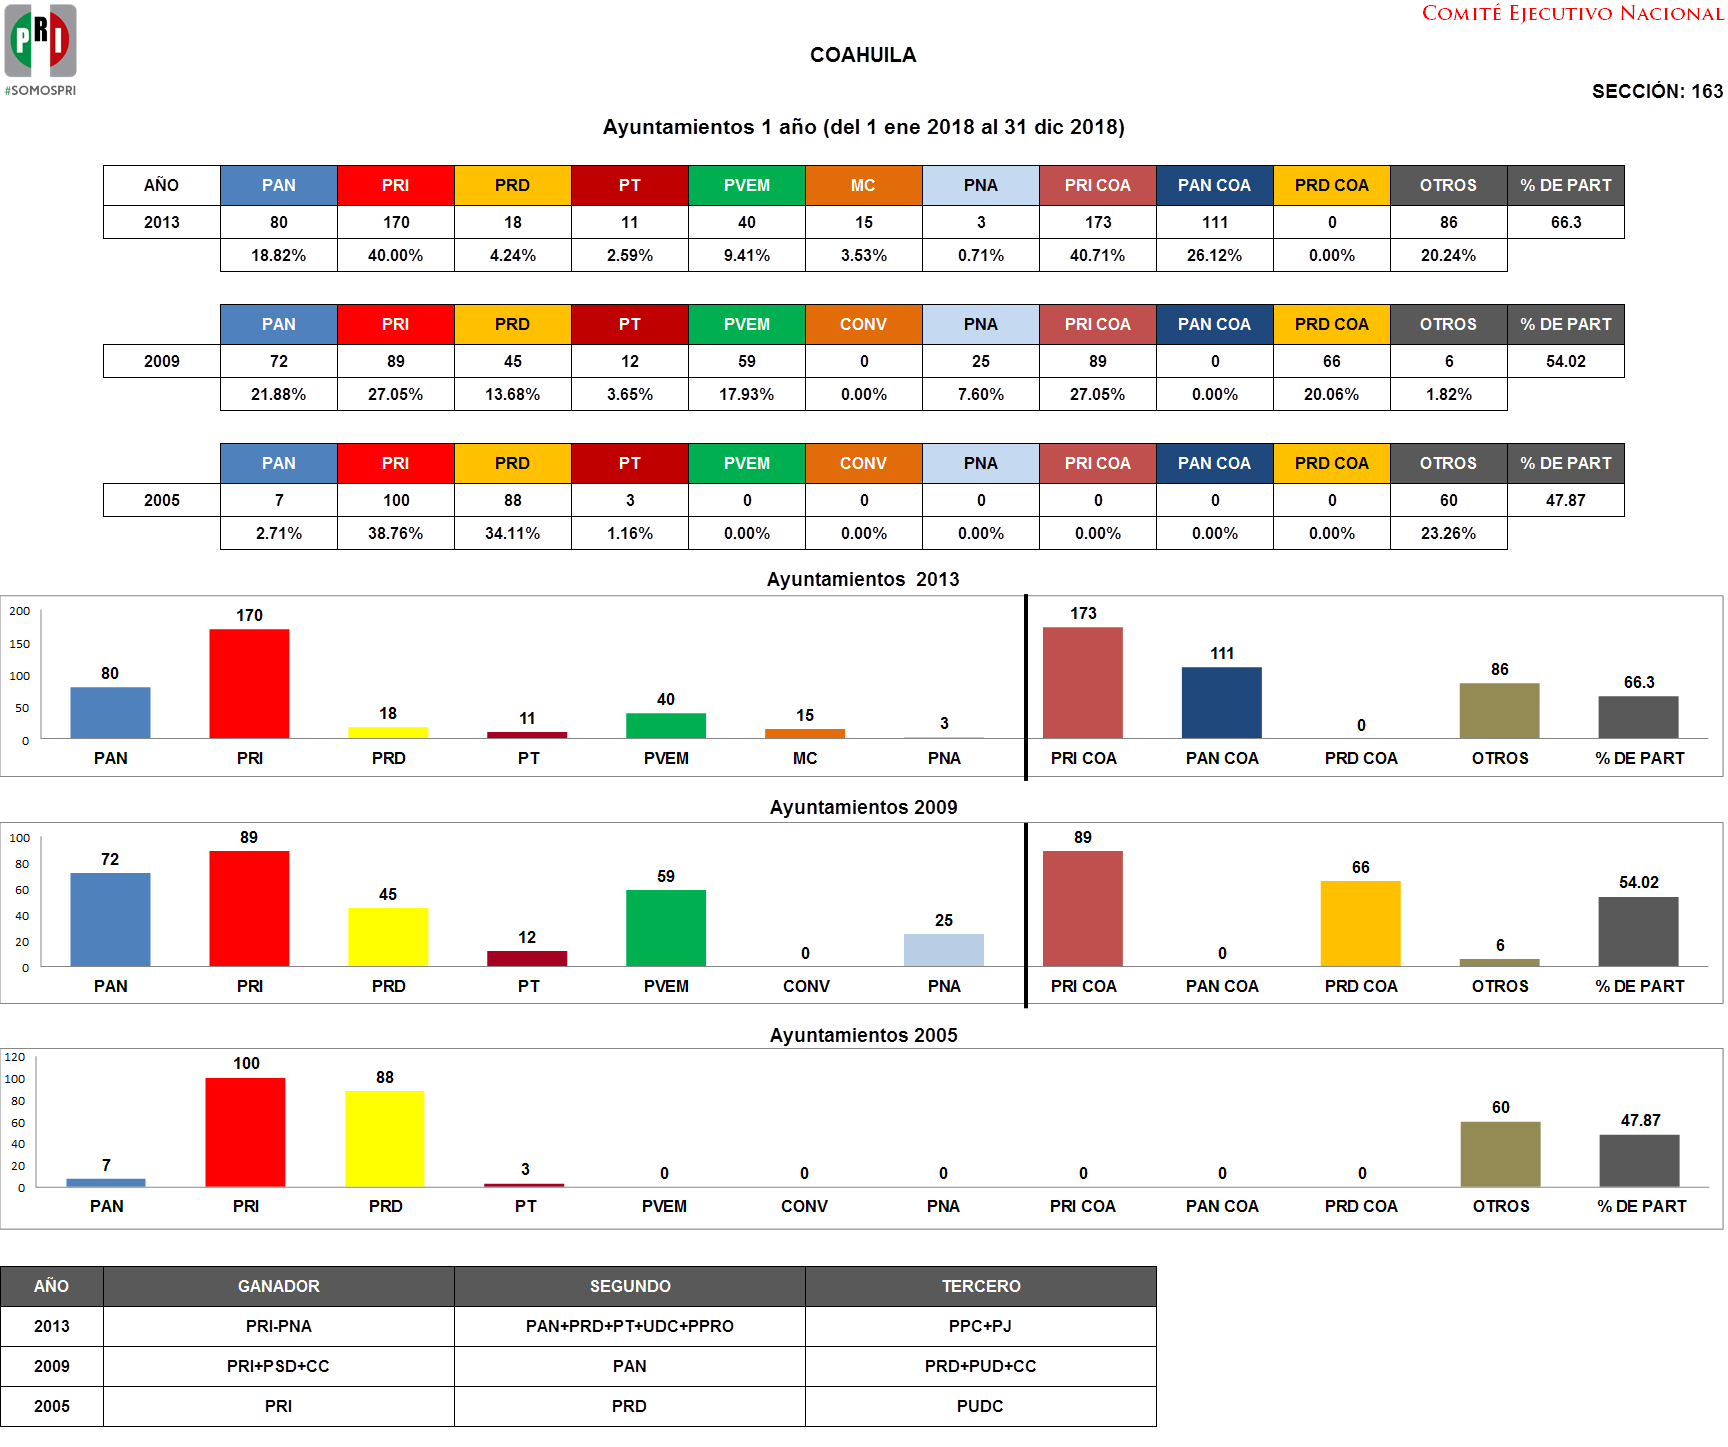 PRI
#SOMOSPRI
COMITÉ EJECUTIVO NACIONAL
COAHUILA
SECCIÓN: 163
Ayuntamientos 1 año (del 1 ene 2018 al 31 dic 2018)
AÑO PAN PRI PRD PT PVEM MC PNA PRI COA PAN COA PRD COA OTROS % DE PART
2013 80 170 18 11 40 15 3 173 111 0 86 66.3
18.82% 40.00% 4.24% 2.59% 9.41% 3.53% 0.71% 40.71% 26.12% 0.00% 20.24%
PAN PRI PRD PT PVEM CONV PNA PRI COA PAN COA PRD COA OTROS % DE PART
2009 72 89 45 12 59 0 25 89 0 66 6 54.02
21.88% 27.05% 13.68% 3.65% 17.93% 0.00% 7.60% 27.05% 0.00% 20.06% 1.82%
PAN PRI PRD PT PVEM CONV PNA PRI COA PAN COA PRD COA OTROS % DE PART
2005 7 100 88 3 0 0 0 0 0 0 60 47.87
2.71% 38.76% 34.11% 1.16% 0.00% 0.00% 0.00% 0.00% 0.00% 0.00% 23.26%
Ayuntamientos 2013
200
150
100
50
0
80 170 18 11 40 15 3 173 111 0 86 66.3
PAN PRI PRD PT PVEM MC PNA PRI COA PAN COA PRD COA OTROS % DE PART
Ayuntamientos 2009
100
80
60
40
20
0
72 89 45 12 59 0 25 89 0 66 6 54.02
PAN PRI PRD PT PVEM CONV PNA PRI COA PAN COA PRD COA OTROS % DE PART
Ayuntamientos 2005
120
100
80
60
40
20
0
7 100 88 3 0 0 0 0 0 0 60 47.87
PAN PRI PRD PT PVEM CONV PNA PRI COA PAN COA PRD COA OTROS % DE PART
AÑO GANADOR SEGUNDO TERCERO
2013 PRI-PNA PAN+PRD+PT+UDC+PPRO PPC+PJ
2009 PRI+PSD+CC PAN PRD+PUD+CC
2005 PRI PRD PUDC